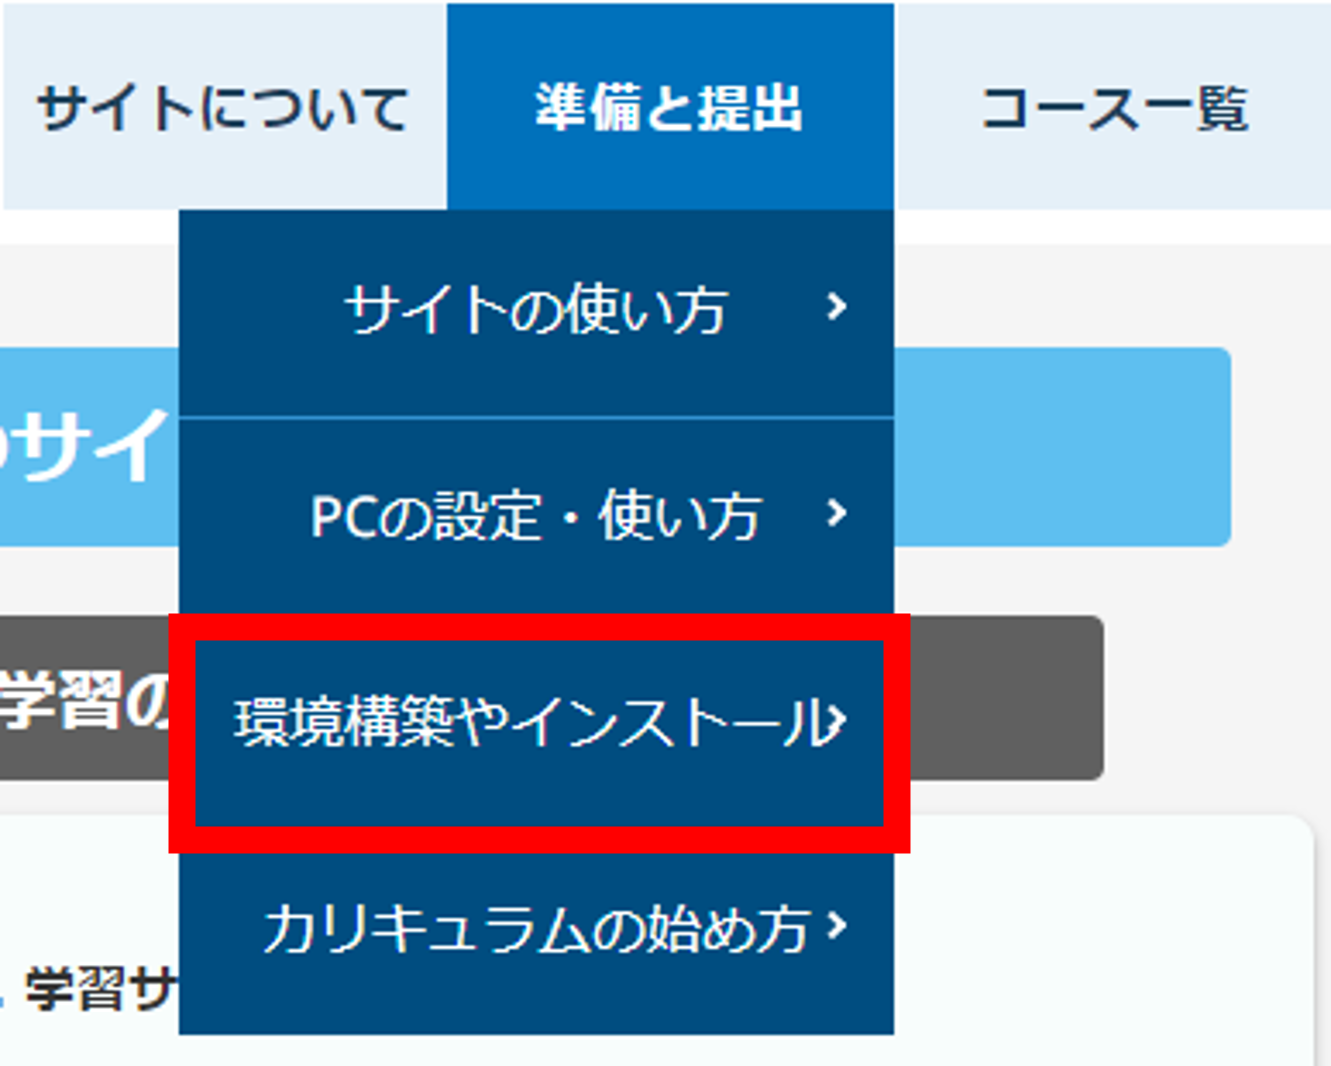 サイトについて
準備と提出
コース一覧
サイトの使い方
のサイ
PCの設定・使い方
学習の
環境構築やインストール
カリキュラムの始め方
学習サ